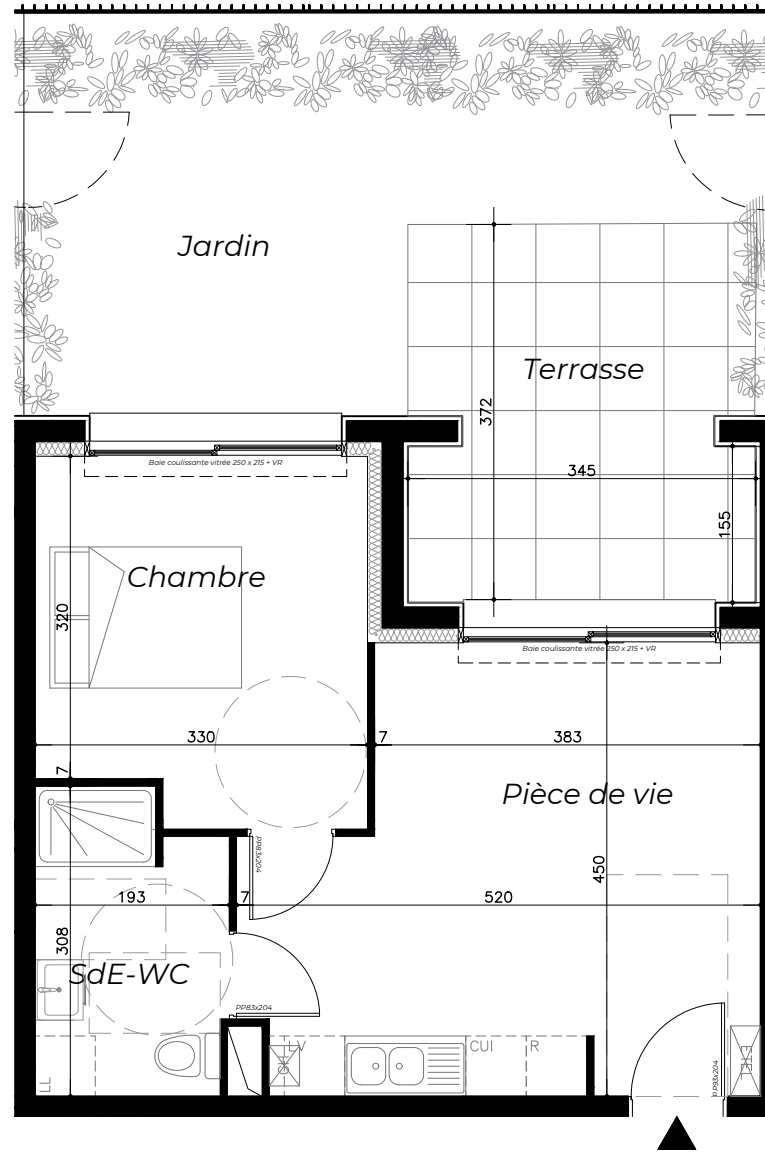 Jardin
Terrasse
372
Baie coulissante vitrée 250 x 215 + VR
345
155
Chambre
320
Baie coulissante vitrée 250 x 215 + VR
330
7
383
7
Pièce de vie
PP83x204
450
193
7
520
308
SdE-WC
PP83x204
LV
CUI
R
LL
PP93x204
ETEL